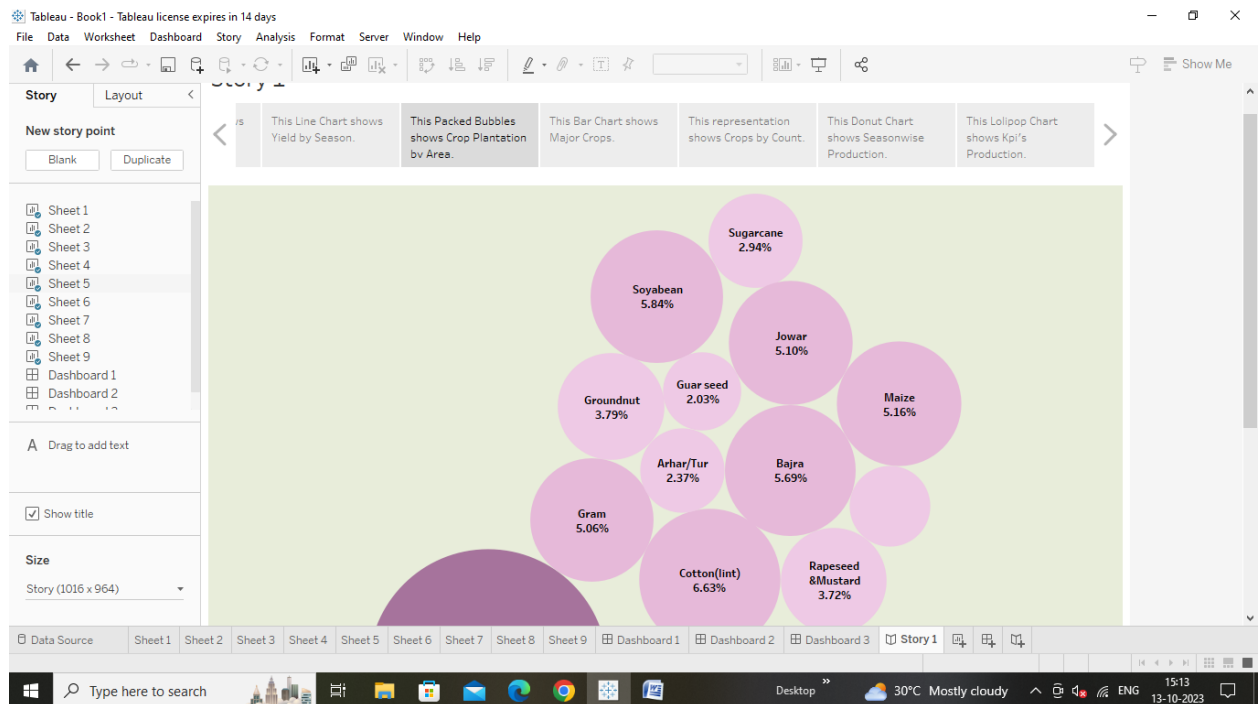 Tableau - Book1 - Tableau license expires in 14 days
File Data Worksheet Dashboard Story Analysis Format Server Window Help
Show Me
Story Layout
New story point
Blank Duplicate
Sheet 1
Sheet 2
Sheet 3
Sheet 4
Sheet 5
Sheet 6
Sheet 7
Sheet 8
Sheet 9
Dashboard 1
Dashboard 2
A Drag to add text
Show title
Size
Story (1016 x 964)
Story 1
This Line Chart shows
Yield by Season.
This Packed Bubbles
shows Crop Plantation
by Area.
This Bar Chart shows
Major Crops.
This representation
shows Crops by Count.
This Donut Chart
shows Seasonwise
Production.
This Lolipop Chart
shows Kpi's
Production.
Sugarcane
2.94%
Soyabean
5.84%
Jowar
5.10%
Guar seed
2.03%
Groundnut
3.79%
Maize
5.16%
Arhar/Tur
2.37%
Bajra
5.69%
Gram
5.06%
Cotton(lint)
6.63%
Rapeseed
&Mustard
3.72%
Data Source Sheet 1 Sheet 2 Sheet 3 Sheet 4 Sheet 5 Sheet 6 Sheet 7 Sheet 8 Sheet 9 Dashboard 1 Dashboard 2 Dashboard 3 Story 1
Type here to search
Desktop
30°C Mostly cloudy
ENG
15:13
13-10-2023